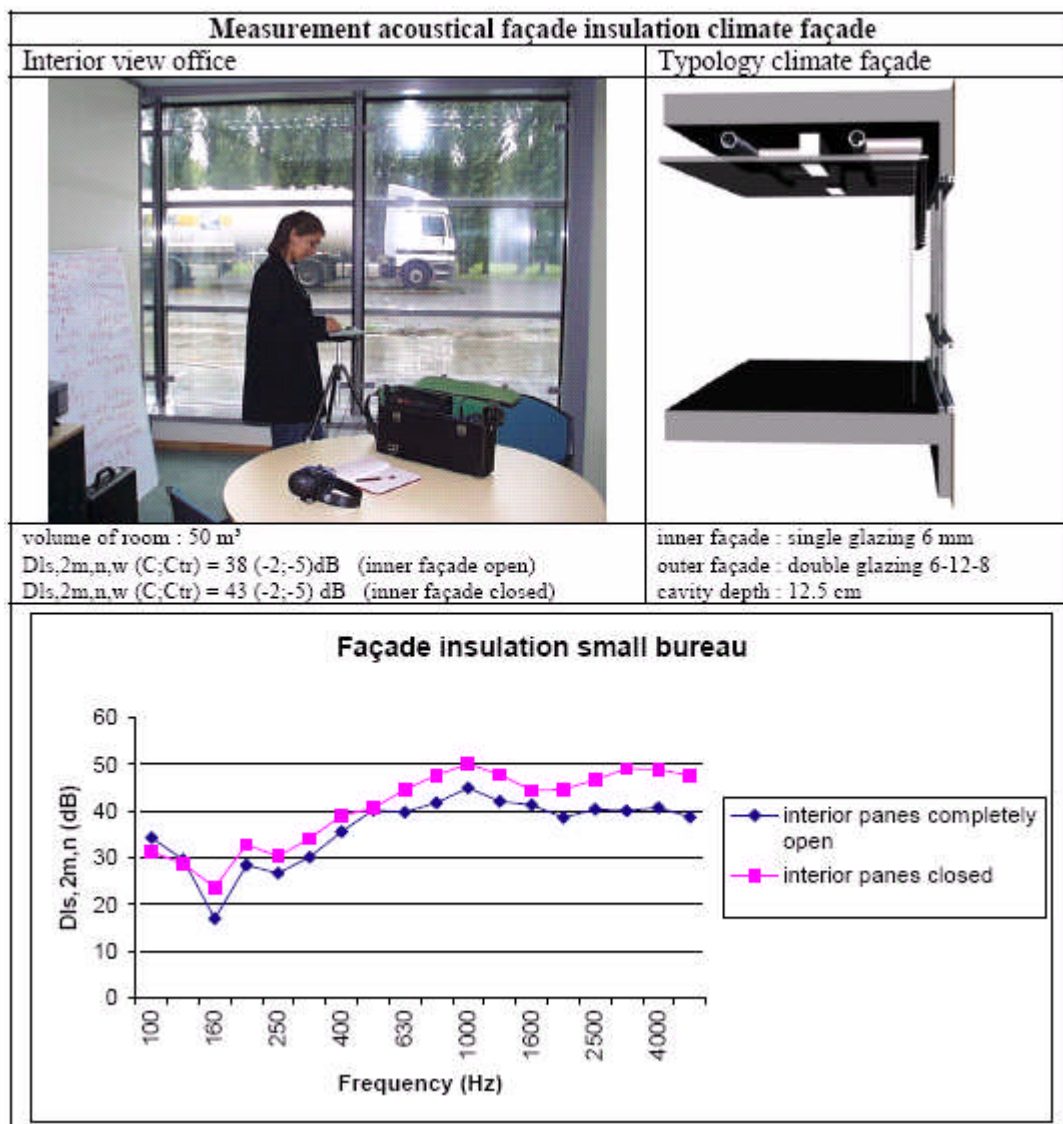 Measurement acoustical façade insulation climate façade
Interior view office
Typology climate façade
volume of room : 50 m³
Dls,2m,n,w (C;Ctr) = 38 (-2;-5)dB (inner façade open)
Dls,2m,n,w (C;Ctr) = 43 (-2;-5) dB (inner façade closed)
inner façade : single glazing 6 mm
outer façade : double glazing 6-12-8
cavity depth : 12.5 cm
Façade insulation small bureau
Dls,2m,n (dB)
60
50
40
30
20
10
0
100
160
250
400
630
1000
1600
2500
4000
Frequency (Hz)
interior panes completely
open
interior panes closed